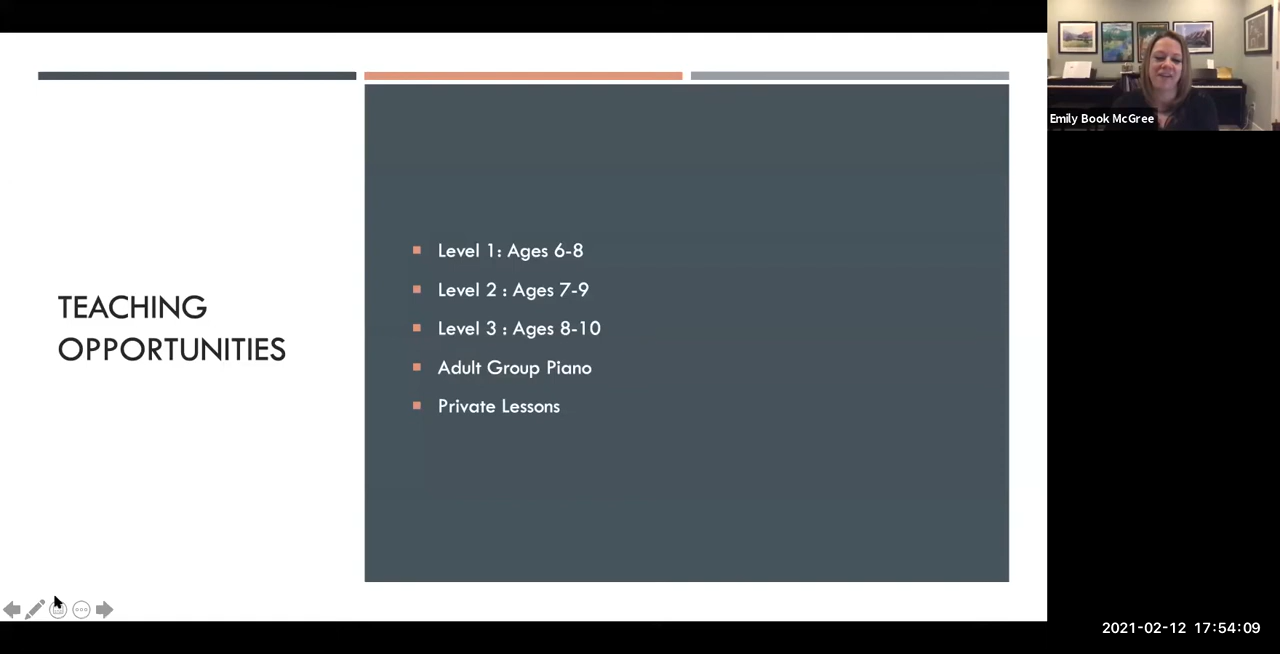 TEACHING
OPPORTUNITIES
Level 1: Ages 6-8
Level 2 : Ages 7-9
Level 3 : Ages 8-10
Adult Group Piano
Private Lessons
Emily Book McGree
2021-02-12 17:54:09